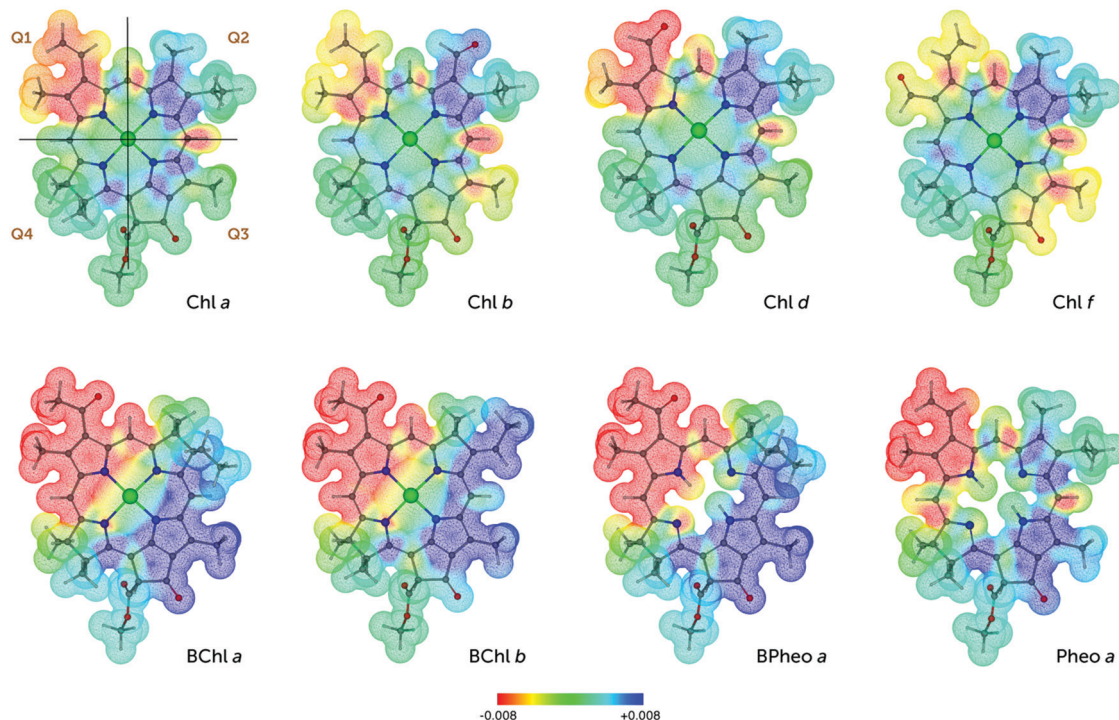 Q1
Q2
Q4
Q3
Chl a
Chl b
Chl d
Chl f
BChl a
BChl b
BPheo a
Pheo a
-0.008
+0.008